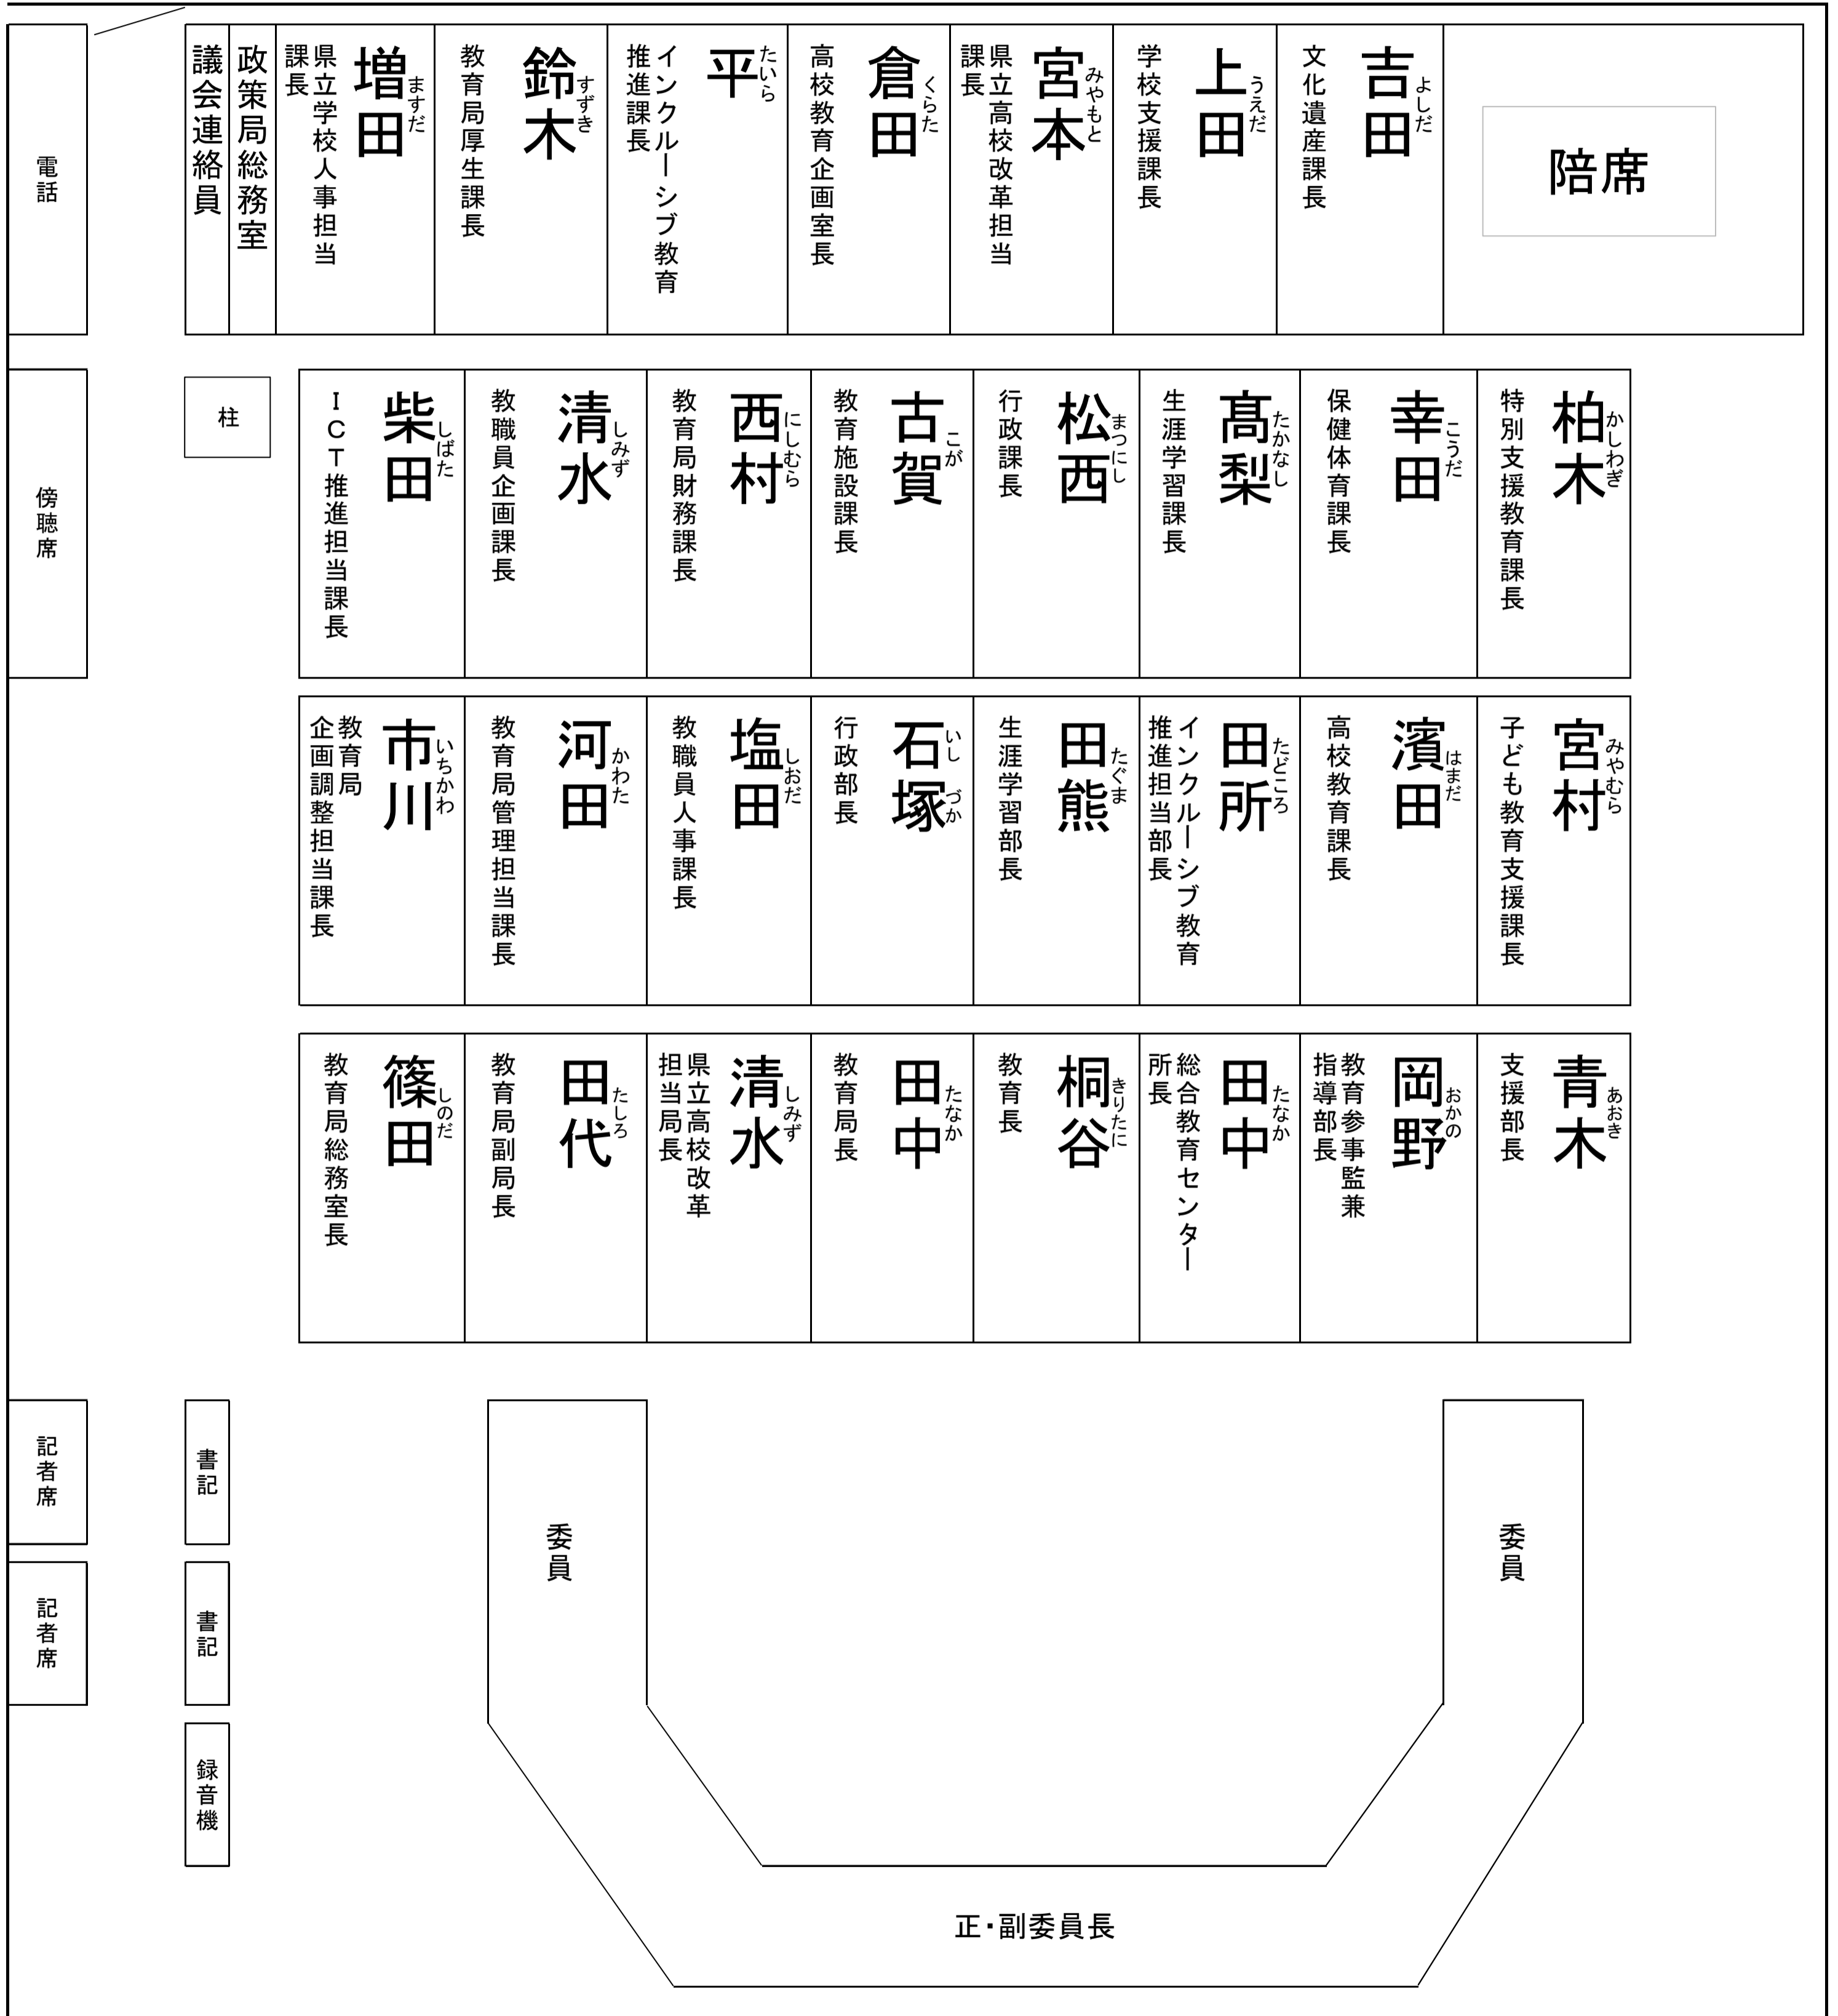 電話
議会連絡員
政策局総務室
ますだ
増田
県立学校人事担当
課長
すずき
鈴木
教育局厚生課長
たいら
平
インクルーシブ教育
推進課長
くらた
倉田
高校教育企画室長
みやもと
宮本
県立高校改革担当
課長
うえだ
上田
学校支援課長
よしだ
吉田
文化遺産課長
陪席
傍聴席
柱
しばた
柴田
ICT推進担当課長
しみず
清水
教職員企画課長
にしむら
西村
教育局財務課長
こが
古賀
教育施設課長
まつにし
松西
行政課長
たかなし
髙梨
生涯学習課長
こうだ
幸田
保健体育課長
かしわぎ
柏木
特別支援教育課長
いちかわ
市川
教育局
企画調整担当課長
かわた
河田
教育局管理担当課長
しおだ
塩田
教職員人事課長
いし づか
石塚
行政部長
たぐま
田熊
生涯学習部長
たどころ
田所
インクルーシブ教育
推進担当部長
はまだ
濱田
高校教育課長
みやむら
宮村
子ども教育支援課長
しのだ
篠田
教育局総務室長
たしろ
田代
教育局副局長
しみず
清水
県立高校改革
担当局長
たなか
田中
教育局長
きりたに
桐谷
教育長
たなか
田中
総合教育センター
所長
おかの
岡野
教育参事監兼
指導部長
あおき
青木
支援部長
記者席
書記
委員
委員
記者席
書記
録音機
正・副委員長